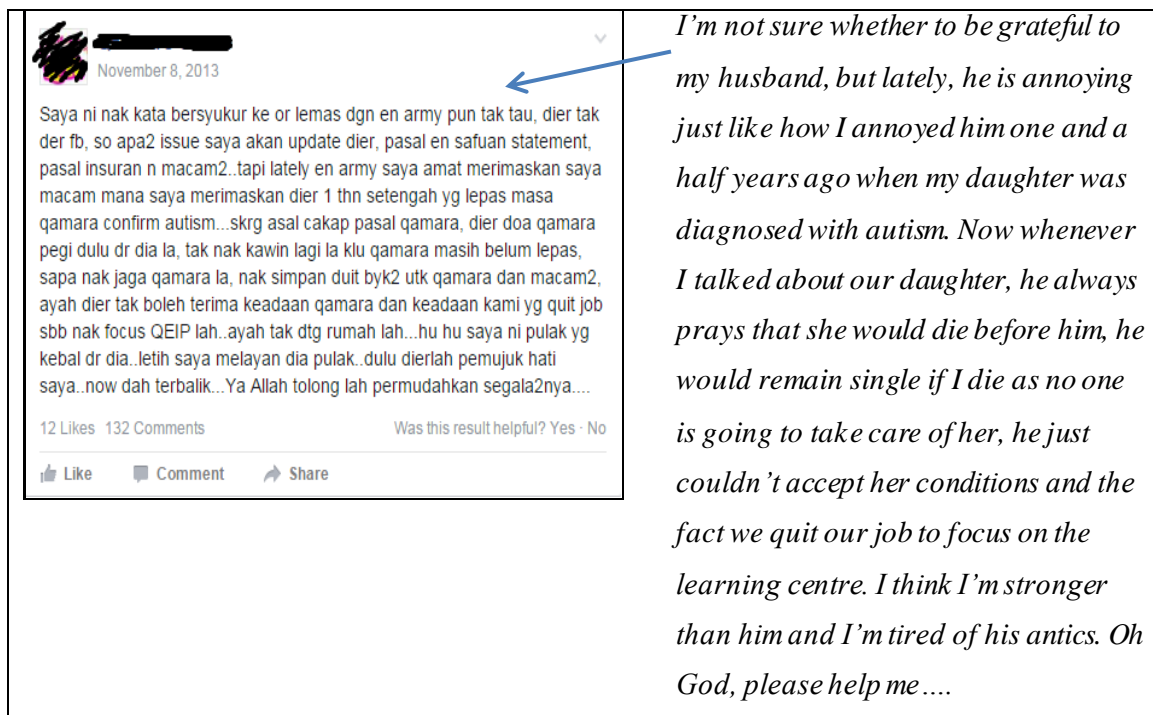 November 8, 2013
Saya ni nak kata bersyukur ke or lemas dgn en army pun tak tau, dier tak
der fb, so apa2 issue saya akan update dier, pasal en safuan statement,
pasal insuran n macam2..tapi lately en army saya amat merimaskan saya
macam mana saya merimaskan dier 1 thn setengah yg lepas masa
qamara confirm autism...skrg asal cakap pasal qamara, dier doa qamara
pegi dulu dr dia la, tak nak kawin lagi la klu qamara masih belum lepas,
sapa nak jaga qamara la, nak simpan duit byk2 utk qamara dan macam2,
ayah dier tak boleh terima keadaan qamara dan keadaan kami yg quit job
sbb nak focus QEIP lah..ayah tak dtg rumah lah...hu hu saya ni pulak yg
kebal dr dia..letih saya melayan dia pulak..dulu dierlah pemujuk hati
saya..now dah terbalik...Ya Allah tolong lah permudahkan segala2nya....
12 Likes 132 Comments Was this result helpful? Yes · No
Like Comment Share
I'm not sure whether to be grateful to
my husband, but lately, he is annoying
just like how I annoyed him one and a
half years ago when my daughter was
diagnosed with autism. Now whenever
I talked about our daughter, he always
prays that she would die before him, he
would remain single if I die as no one
is going to take care of her, he just
couldn't accept her conditions and the
fact we quit our job to focus on the
learning centre. I think I'm stronger
than him and I'm tired of his antics. Oh
God, please help me....